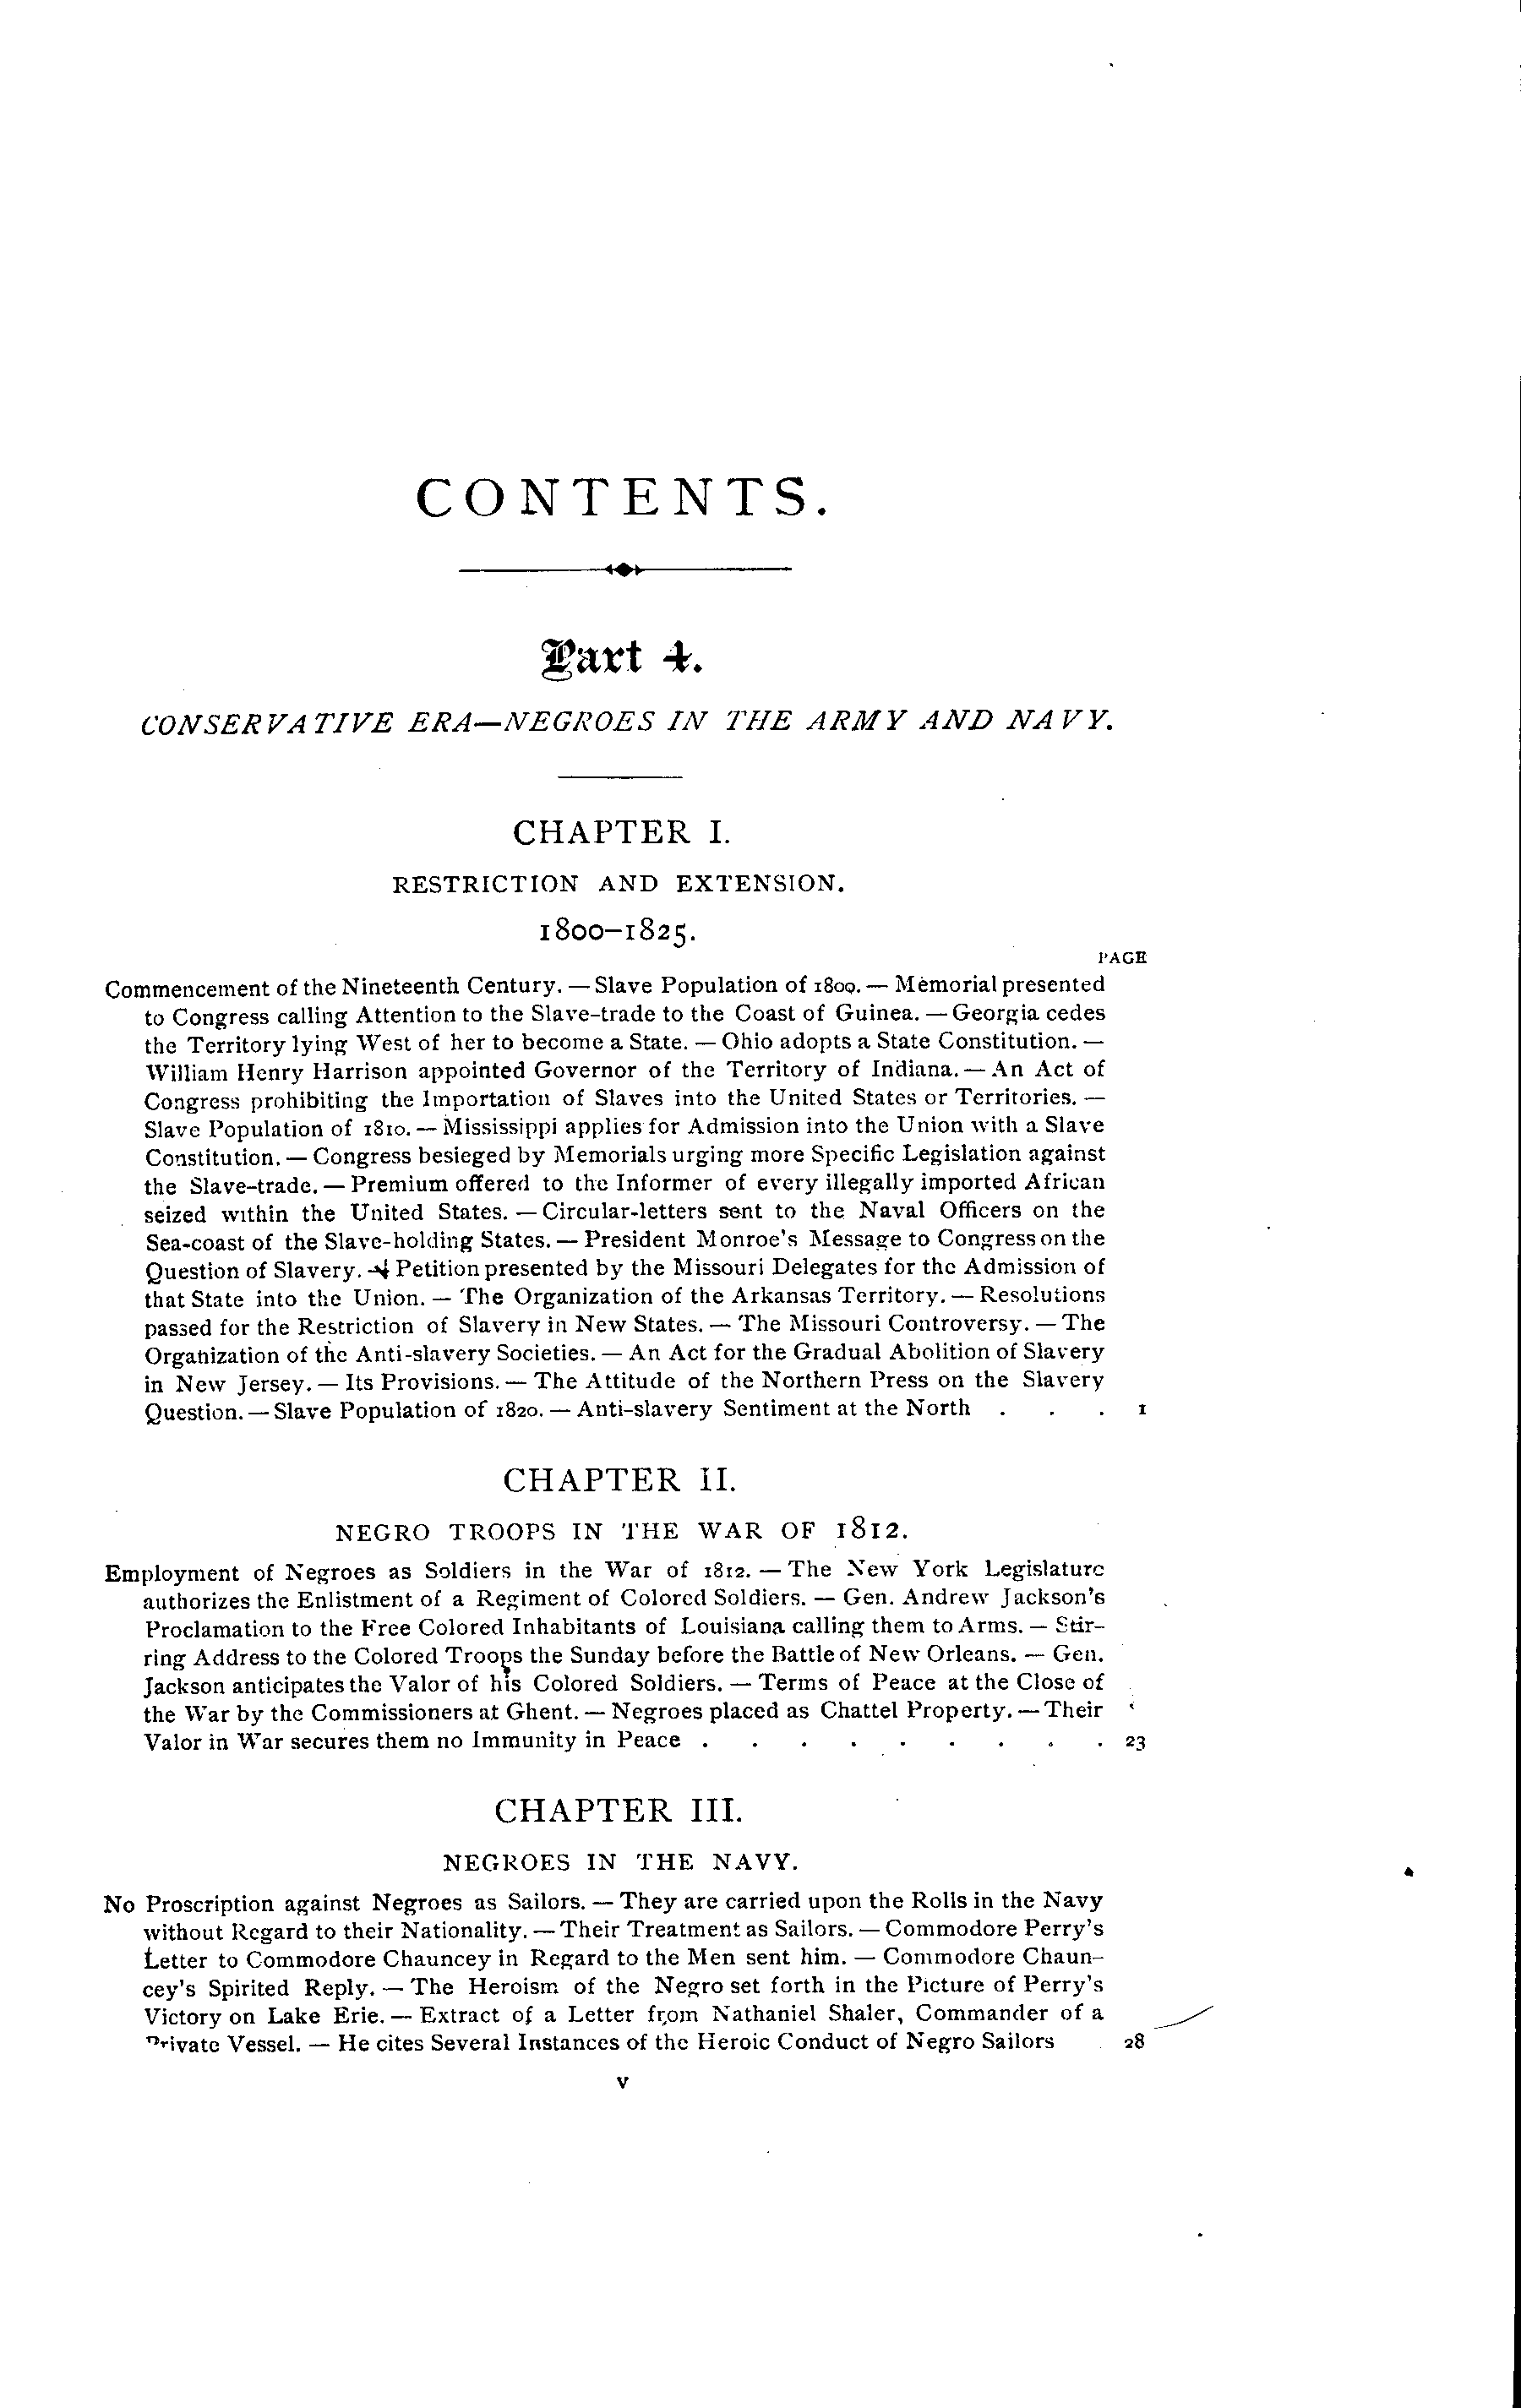 CONTENTS.
Part 4.
CONSERVATIVE ERA—NEGROES IN THE ARMY AND NAVY.
CHAPTER I.
RESTRICTION AND EXTENSION.
1800–1825.
PAGE
Commencement of the Nineteenth Century. — Slave Population of 1800. — Memorial presented
to Congress calling Attention to the Slave-trade to the Coast of Guinea. — Georgia cedes
the Territory lying West of her to become a State. — Ohio adopts a State Constitution. —
William Henry Harrison appointed Governor of the Territory of Indiana. — An Act of
Congress prohibiting the Importation of Slaves into the United States or Territories. —
Slave Population of 1810. — Mississippi applies for Admission into the Union with a Slave
Constitution. — Congress besieged by Memorials urging more Specific Legislation against
the Slave-trade. — Premium offered to the Informer of every illegally imported African
seized within the United States. — Circular-letters sent to the Naval Officers on the
Sea-coast of the Slave-holding States. — President Monroe's Message to Congress on the
Question of Slavery. — Petition presented by the Missouri Delegates for the Admission of
that State into the Union. — The Organization of the Arkansas Territory. — Resolutions
passed for the Restriction of Slavery in New States. — The Missouri Controversy. — The
Organization of the Anti-slavery Societies. — An Act for the Gradual Abolition of Slavery
in New Jersey. — Its Provisions. — The Attitude of the Northern Press on the Slavery
Question. — Slave Population of 1820. — Anti-slavery Sentiment at the North . . . 1
CHAPTER II.
NEGRO TROOPS IN THE WAR OF 1812.
Employment of Negroes as Soldiers in the War of 1812. — The New York Legislature
authorizes the Enlistment of a Regiment of Colored Soldiers. — Gen. Andrew Jackson's
Proclamation to the Free Colored Inhabitants of Louisiana calling them to Arms. — Stir-
ring Address to the Colored Troops the Sunday before the Battle of New Orleans. — Gen.
Jackson anticipates the Valor of his Colored Soldiers. — Terms of Peace at the Close of
the War by the Commissioners at Ghent. — Negroes placed as Chattel Property. — Their
Valor in War secures them no Immunity in Peace . . . . . . . . . 23
CHAPTER III.
NEGROES IN THE NAVY.
No Proscription against Negroes as Sailors. — They are carried upon the Rolls in the Navy
without Regard to their Nationality. — Their Treatment as Sailors. — Commodore Perry's
Letter to Commodore Chauncey in Regard to the Men sent him. — Commodore Chaun-
cey's Spirited Reply. — The Heroism of the Negro set forth in the Picture of Perry's
Victory on Lake Erie. — Extract of a Letter from Nathaniel Shaler, Commander of a
Private Vessel. — He cites Several Instances of the Heroic Conduct of Negro Sailors 28
v